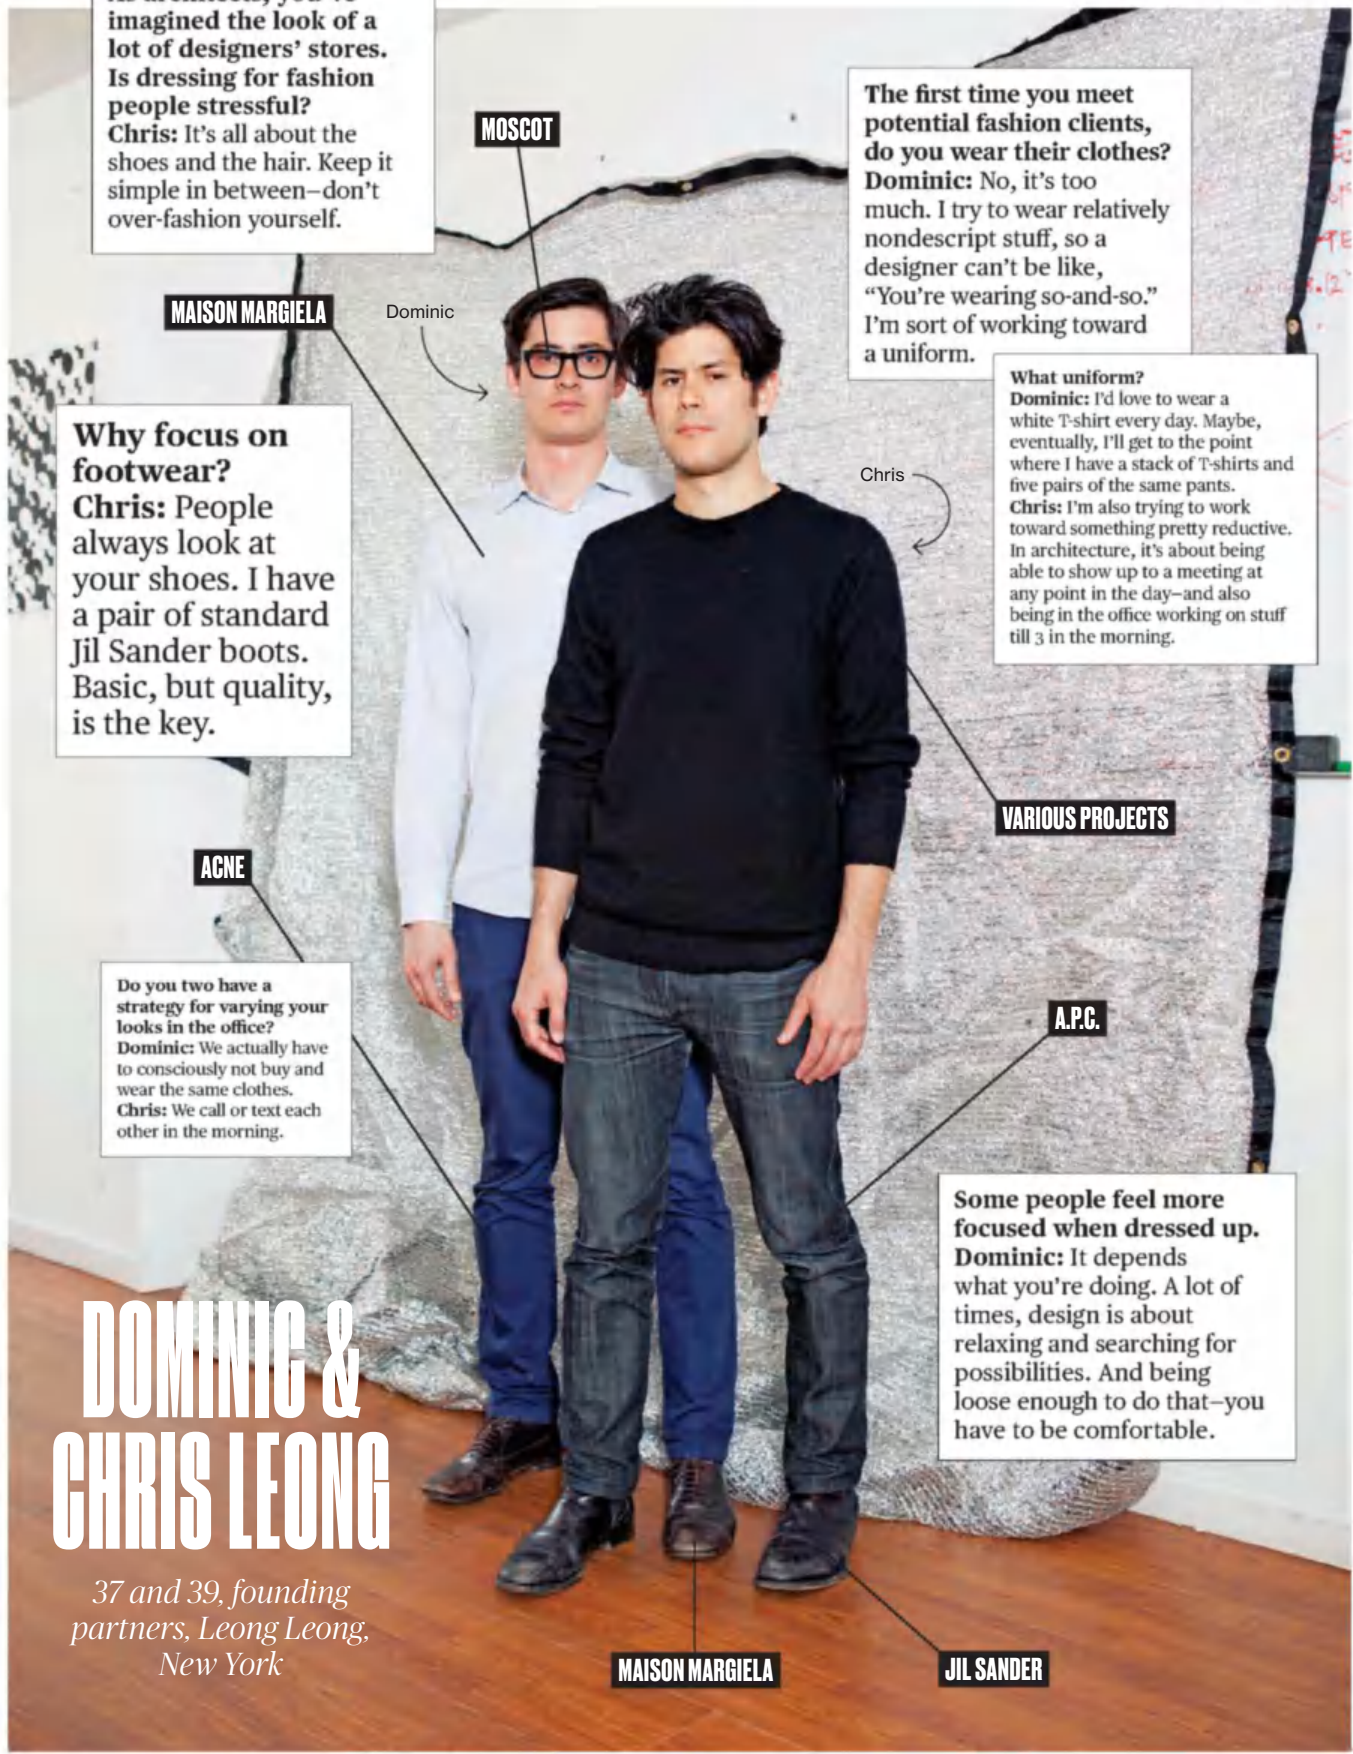 imagined the look of a
lot of designers’ stores.
Is dressing for fashion
people stressful?
Chris: It’s all about the
shoes and the hair. Keep it
simple in between—don’t
over-fashion yourself.
MOSCOT
The first time you meet
potential fashion clients,
do you wear their clothes?
Dominic: No, it’s too
much. I try to wear relatively
nondescript stuff, so a
designer can’t be like,
“You’re wearing so-and-so.”
I’m sort of working toward
a uniform.
MAISON MARGIELA
Dominic
What uniform?
Dominic: I’d love to wear a
white T-shirt every day. Maybe,
eventually, I’ll get to the point
where I have a stack of T-shirts and
five pairs of the same pants.
Chris: I’m also trying to work
toward something pretty reductive.
In architecture, it’s about being
able to show up to a meeting at
any point in the day—and also
being in the office working on stuff
till 3 in the morning.
Why focus on
footwear?
Chris: People
always look at
your shoes. I have
a pair of standard
Jil Sander boots.
Basic, but quality,
is the key.
Chris
VARIOUS PROJECTS
ACNE
Do you two have a
strategy for varying your
looks in the office?
Dominic: We actually have
to consciously not buy and
wear the same clothes.
Chris: We call or text each
other in the morning.
A.P.C.
Some people feel more
focused when dressed up.
Dominic: It depends
what you’re doing. A lot of
times, design is about
relaxing and searching for
possibilities. And being
loose enough to do that—you
have to be comfortable.
DOMINIC &
CHRIS LEONG
37 and 39, founding
partners, Leong Leong,
New York
MAISON MARGIELA
JIL SANDER